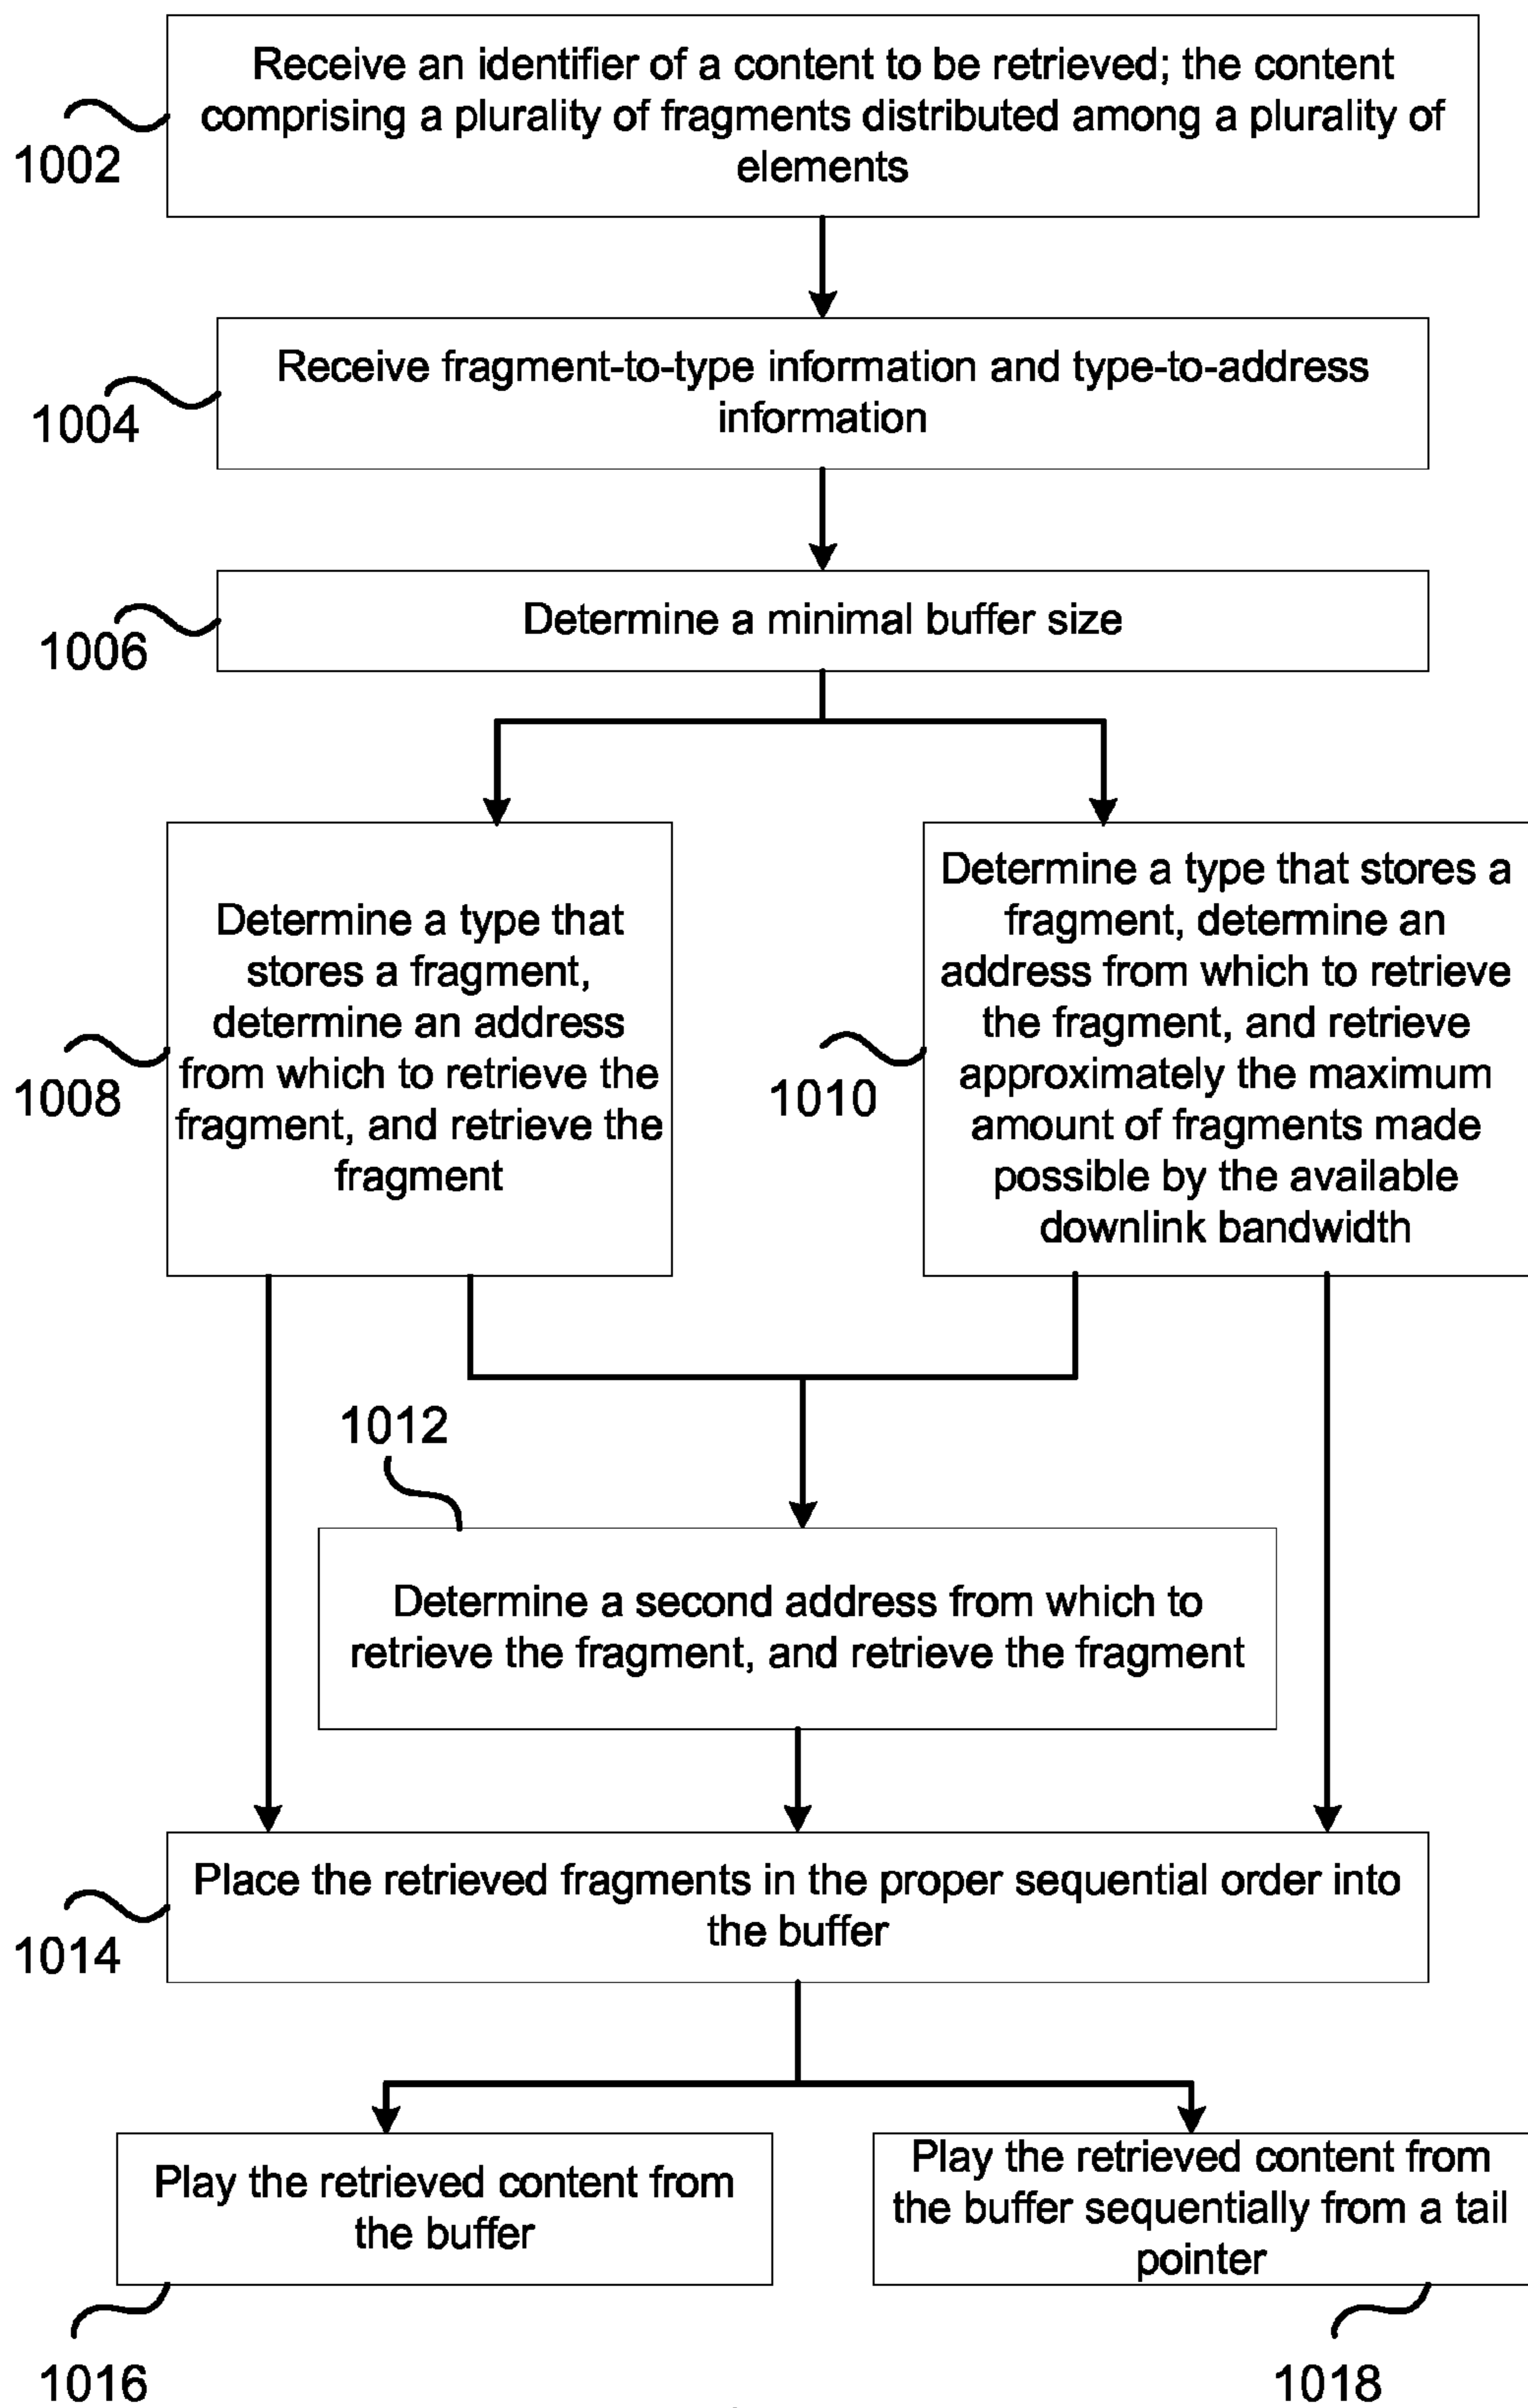 Receive an identifier of a content to be retrieved; the content
comprising a plurality of fragments distributed among a plurality of
elements
1002
Receive fragment-to-type information and type-to-address
information
1004
Determine a minimal buffer size
1006
Determine a type that
stores a fragment,
determine an address
from which to retrieve the
fragment, and retrieve the
fragment
1008
Determine a type that stores a
fragment, determine an
address from which to retrieve
the fragment, and retrieve
approximately the maximum
amount of fragments made
possible by the available
downlink bandwidth
1010
1012
Determine a second address from which to
retrieve the fragment, and retrieve the fragment
Place the retrieved fragments in the proper sequential order into
the buffer
1014
Play the retrieved content from
the buffer
Play the retrieved content from
the buffer sequentially from a tail
pointer
1016
1018